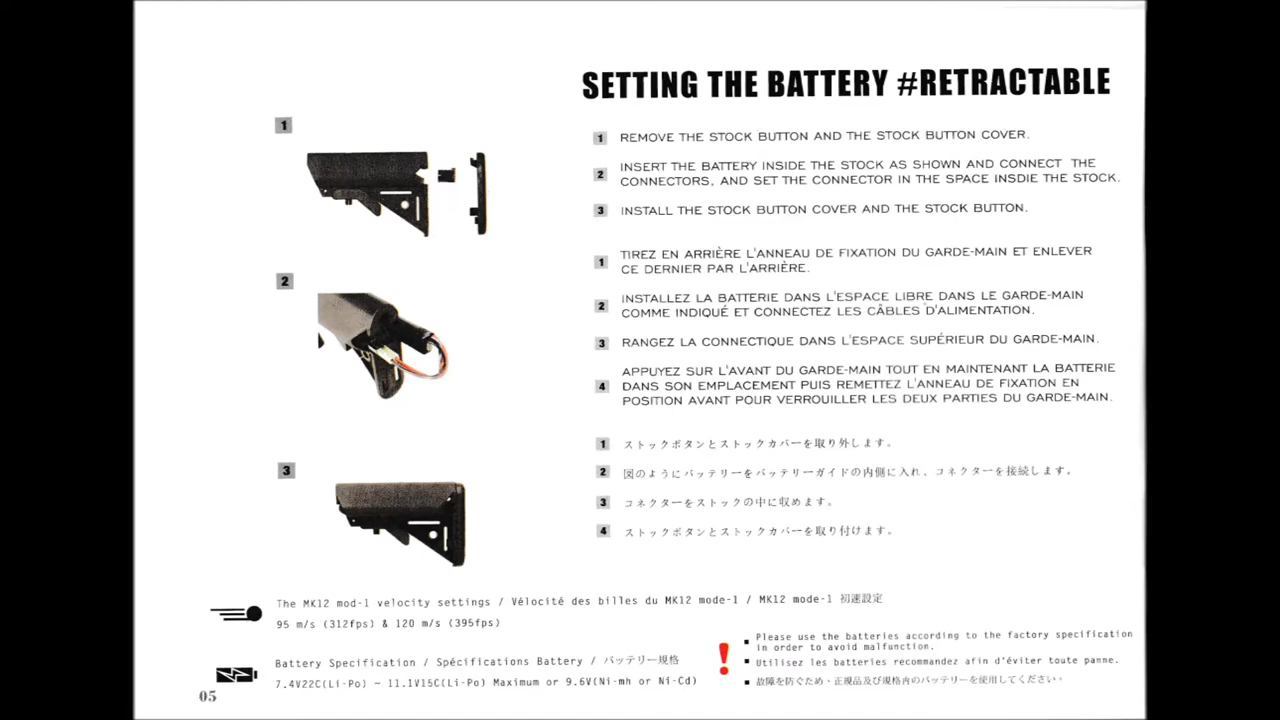 SETTING THE BATTERY #RETRACTABLE
1
1 REMOVE THE STOCK BUTTON AND THE STOCK BUTTON COVER.
2 INSERT THE BATTERY INSIDE THE STOCK AS SHOWN AND CONNECT THE
CONNECTORS, AND SET THE CONNECTOR IN THE SPACE INSDIE THE STOCK.
3 INSTALL THE STOCK BUTTON COVER AND THE STOCK BUTTON.
1 TIREZ EN ARRIÈRE L'ANNEAU DE FIXATION DU GARDE-MAIN ET ENLEVER
CE DERNIER PAR L'ARRIÈRE.
2
2 INSTALLEZ LA BATTERIE DANS L'ESPACE LIBRE DANS LE GARDE-MAIN
COMME INDIQUÉ ET CONNECTEZ LES CÂBLES D'ALIMENTATION.
3 RANGEZ LA CONNECTIQUE DANS L'ESPACE SUPÉRIEUR DU GARDE-MAIN.
4 APPUYEZ SUR L'AVANT DU GARDE-MAIN TOUT EN MAINTENANT LA BATTERIE
DANS SON EMPLACEMENT PUIS REMETTEZ L'ANNEAU DE FIXATION EN
POSITION AVANT POUR VERROUILLER LES DEUX PARTIES DU GARDE-MAIN.
1 ストックボタンとストックカバーを取り外します。
2 図のようにバッテリーをバッテリーガイドの内側に入れ、コネクターを接続します。
3
3 コネクターをストックの中に収めます。
4 ストックボタンとストックカバーを取り付けます。
The MK12 mod-1 velocity settings / Vélocité des billes du MK12 mode-1 / MK12 mode-1 初速設定
95 m/s (312fps) & 120 m/s (395fps)
Battery Specification / Spécifications Battery / バッテリー規格
7.4V22C(Li-Po) ~ 11.1V15C(Li-Po) Maximum or 9.6V(Ni-mh or Ni-Cd)
! ▪ Please use the batteries according to the factory specification
in order to avoid malfunction.
▪ Utilisez les batteries recommandez afin d'éviter toute panne.
▪ 故障を防ぐため・正規品及び規格内のバッテリーを使用してください・
05